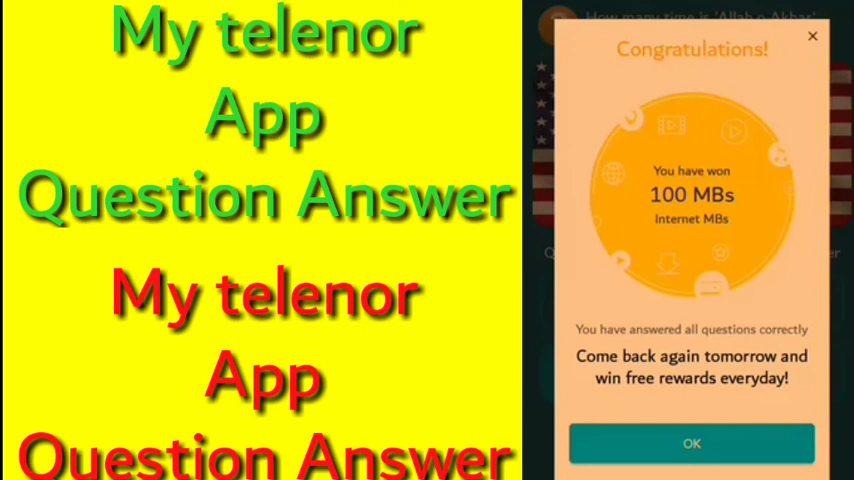 My telenor
App
Question Answer
My telenor
App
Question Answer
How many time is 'Allah o Akbar'
Congratulations!
You have won
100 MBs
Internet MBs
You have answered all questions correctly
Come back again tomorrow and
win free rewards everyday!
OK